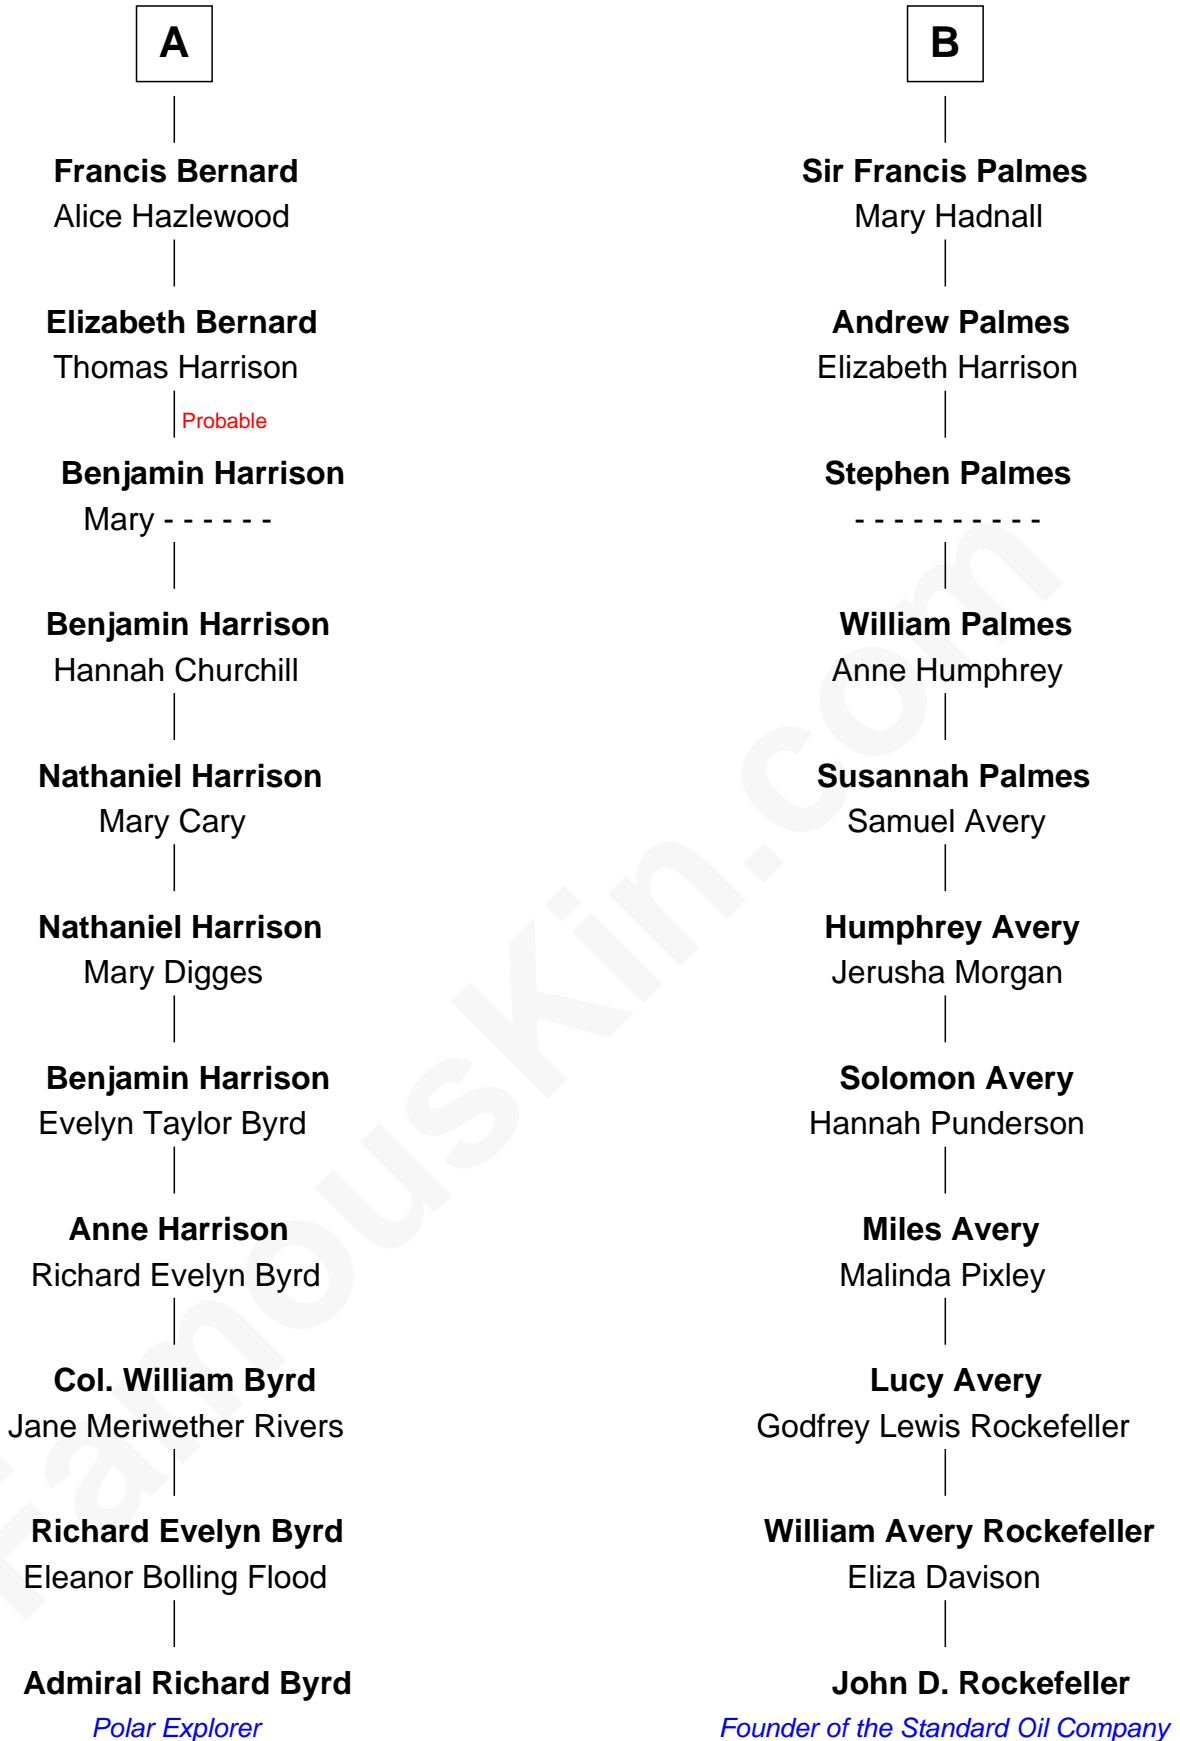 A
Francis Bernard
Alice Hazlewood
Elizabeth Bernard
Thomas Harrison
Probable
Benjamin Harrison
Mary - - - - - -
Benjamin Harrison
Hannah Churchill
Nathaniel Harrison
Mary Cary
Nathaniel Harrison
Mary Digges
Benjamin Harrison
Evelyn Taylor Byrd
Anne Harrison
Richard Evelyn Byrd
Col. William Byrd
Jane Meriwether Rivers
Richard Evelyn Byrd
Eleanor Bolling Flood
Admiral Richard Byrd
Polar Explorer
B
Sir Francis Palmes
Mary Hadnall
Andrew Palmes
Elizabeth Harrison
Stephen Palmes
- - - - - - - - - -
William Palmes
Anne Humphrey
Susannah Palmes
Samuel Avery
Humphrey Avery
Jerusha Morgan
Solomon Avery
Hannah Punderson
Miles Avery
Malinda Pixley
Lucy Avery
Godfrey Lewis Rockefeller
William Avery Rockefeller
Eliza Davison
John D. Rockefeller
Founder of the Standard Oil Company
FamousKin.com